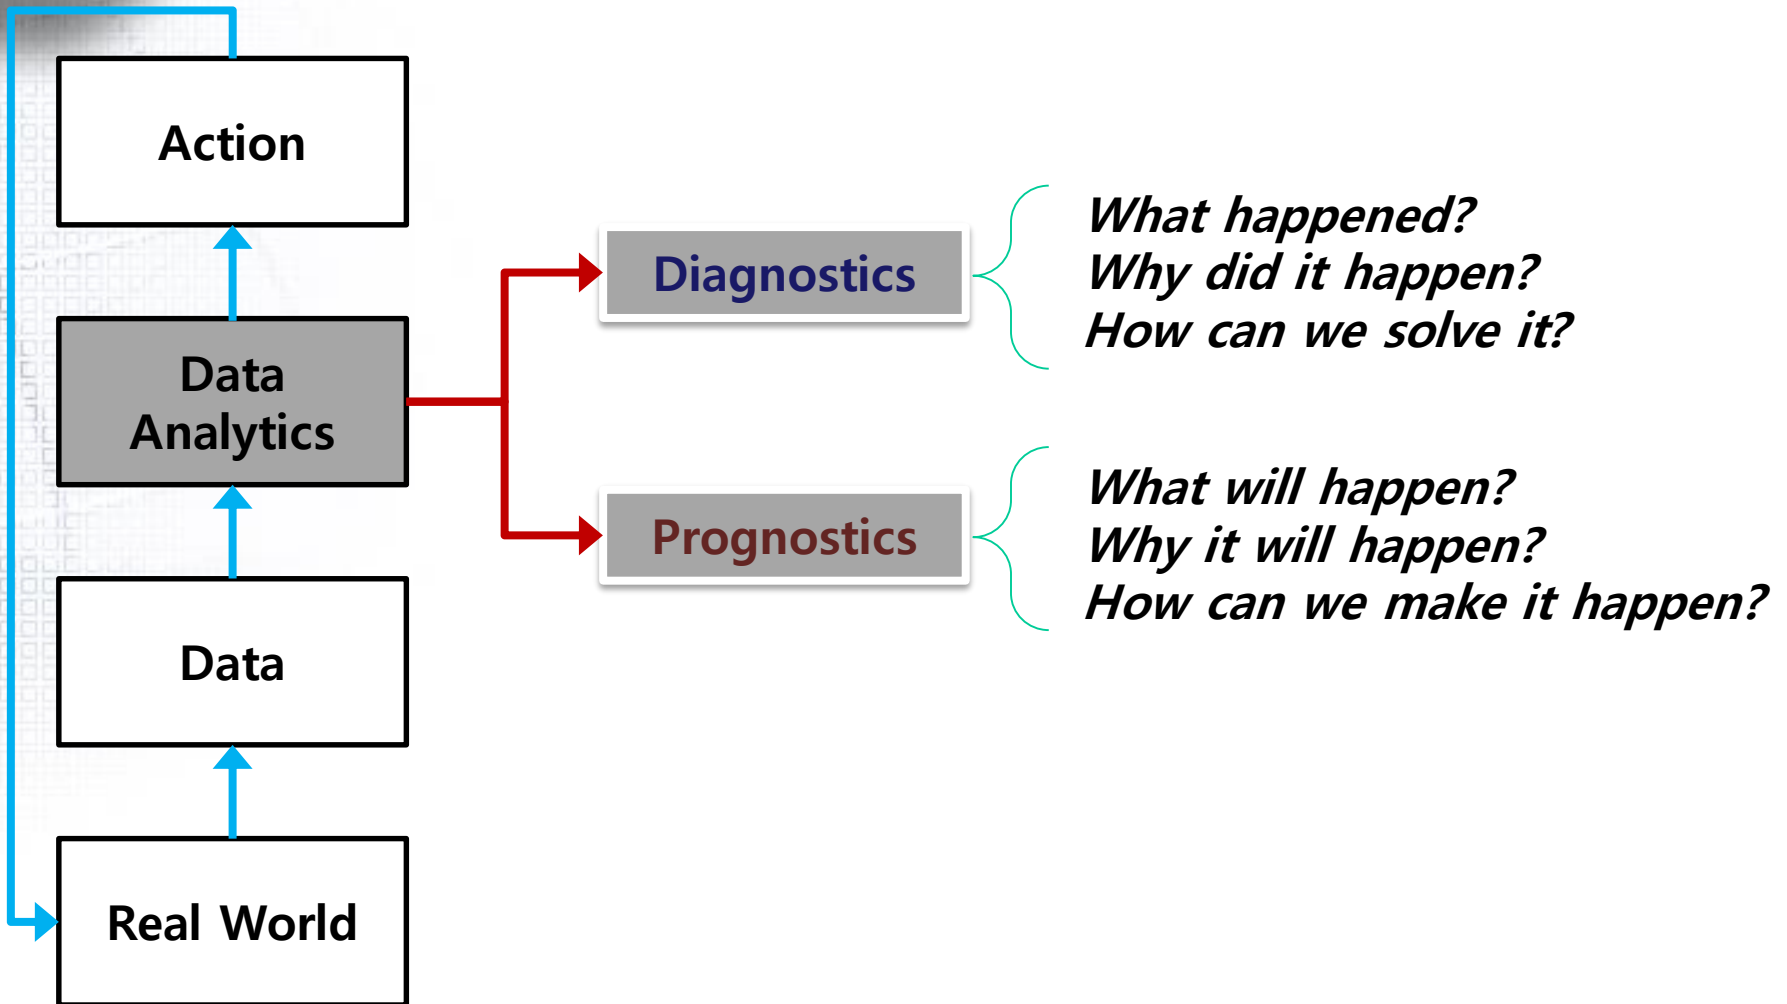 Action
Data
Analytics
Data
Real World
Diagnostics
What happened?
Why did it happen?
How can we solve it?
Prognostics
What will happen?
Why it will happen?
How can we make it happen?